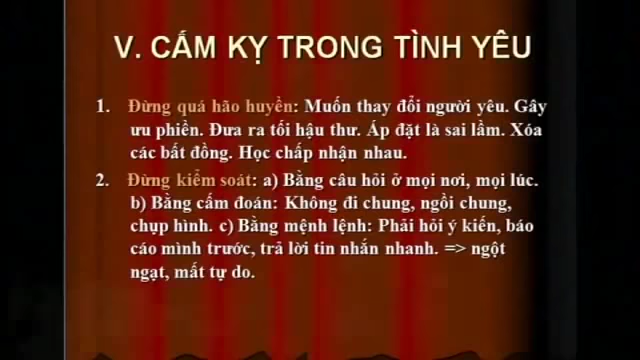 V. CẤM KỴ TRONG TÌNH YÊU
1. Đừng quá hão huyền: Muốn thay đổi người yêu. Gây
ưu phiền. Đưa ra tối hậu thư. Áp đặt là sai lầm. Xóa
các bất đồng. Học chấp nhận nhau.
2. Đừng kiểm soát: a) Bằng câu hỏi ở mọi nơi, mọi lúc.
b) Bằng cấm đoán: Không đi chung, ngồi chung,
chụp hình. c) Bằng mệnh lệnh: Phải hỏi ý kiến, báo
cáo mình trước, trả lời tin nhắn nhanh. => ngột
ngạt, mất tự do.